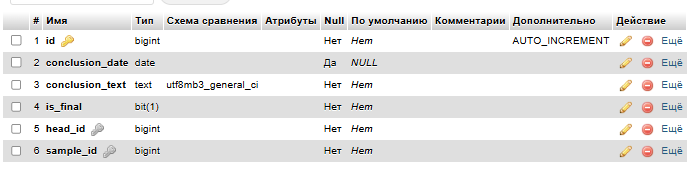 # Имя Тип Схема сравнения Атрибуты Null По умолчанию Комментарии Дополнительно Действие
1 id bigint Нет Нет AUTO_INCREMENT Ещё
2 conclusion_date date Да NULL Ещё
3 conclusion_text text utf8mb3_general_ci Нет Нет Ещё
4 is_final bit(1) Нет Нет Ещё
5 head_id bigint Нет Нет Ещё
6 sample_id bigint Нет Нет Ещё